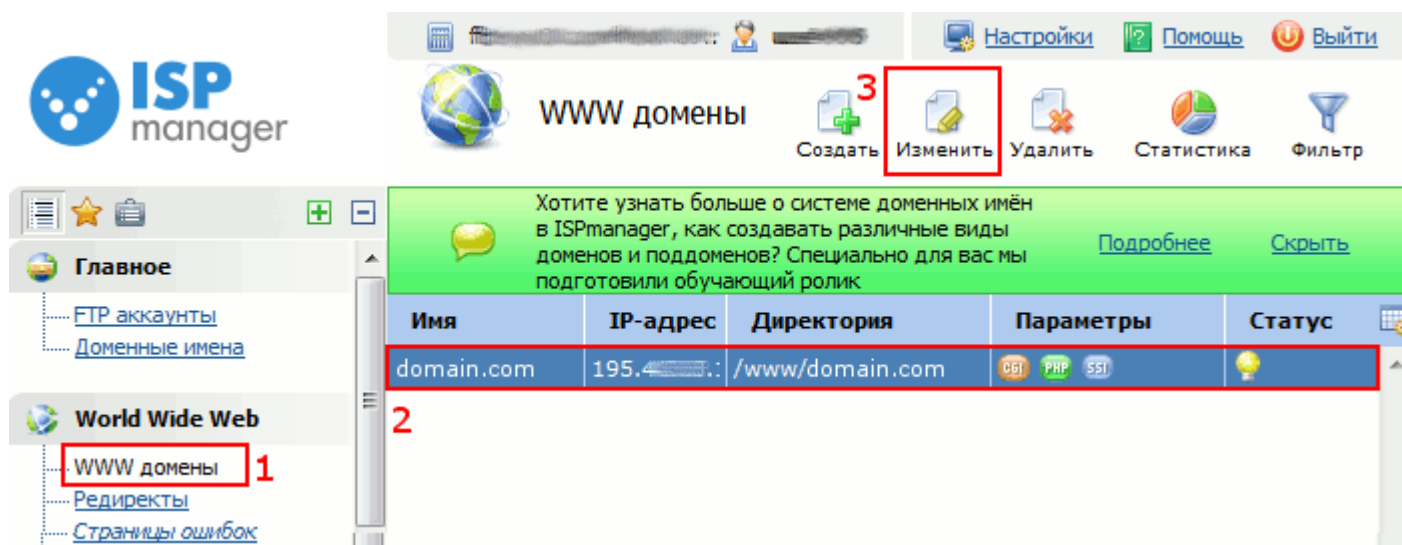 Настройки
Помощь
Выйти
ISP
manager
WWW домены
3
Создать
Изменить
Удалить
Статистика
Фильтр
Хотите узнать больше о системе доменных имён
в ISPmanager, как создавать различные виды
доменов и поддоменов? Специально для вас мы
подготовили обучающий ролик
Подробнее
Скрыть
Главное
FTP аккаунты
Доменные имена
World Wide Web
WWW домены
1
Редиректы
Страницы ошибок
Имя
IP-адрес
Директория
Параметры
Статус
domain.com
195.
/www/domain.com
CGI
PHP
SSI
2